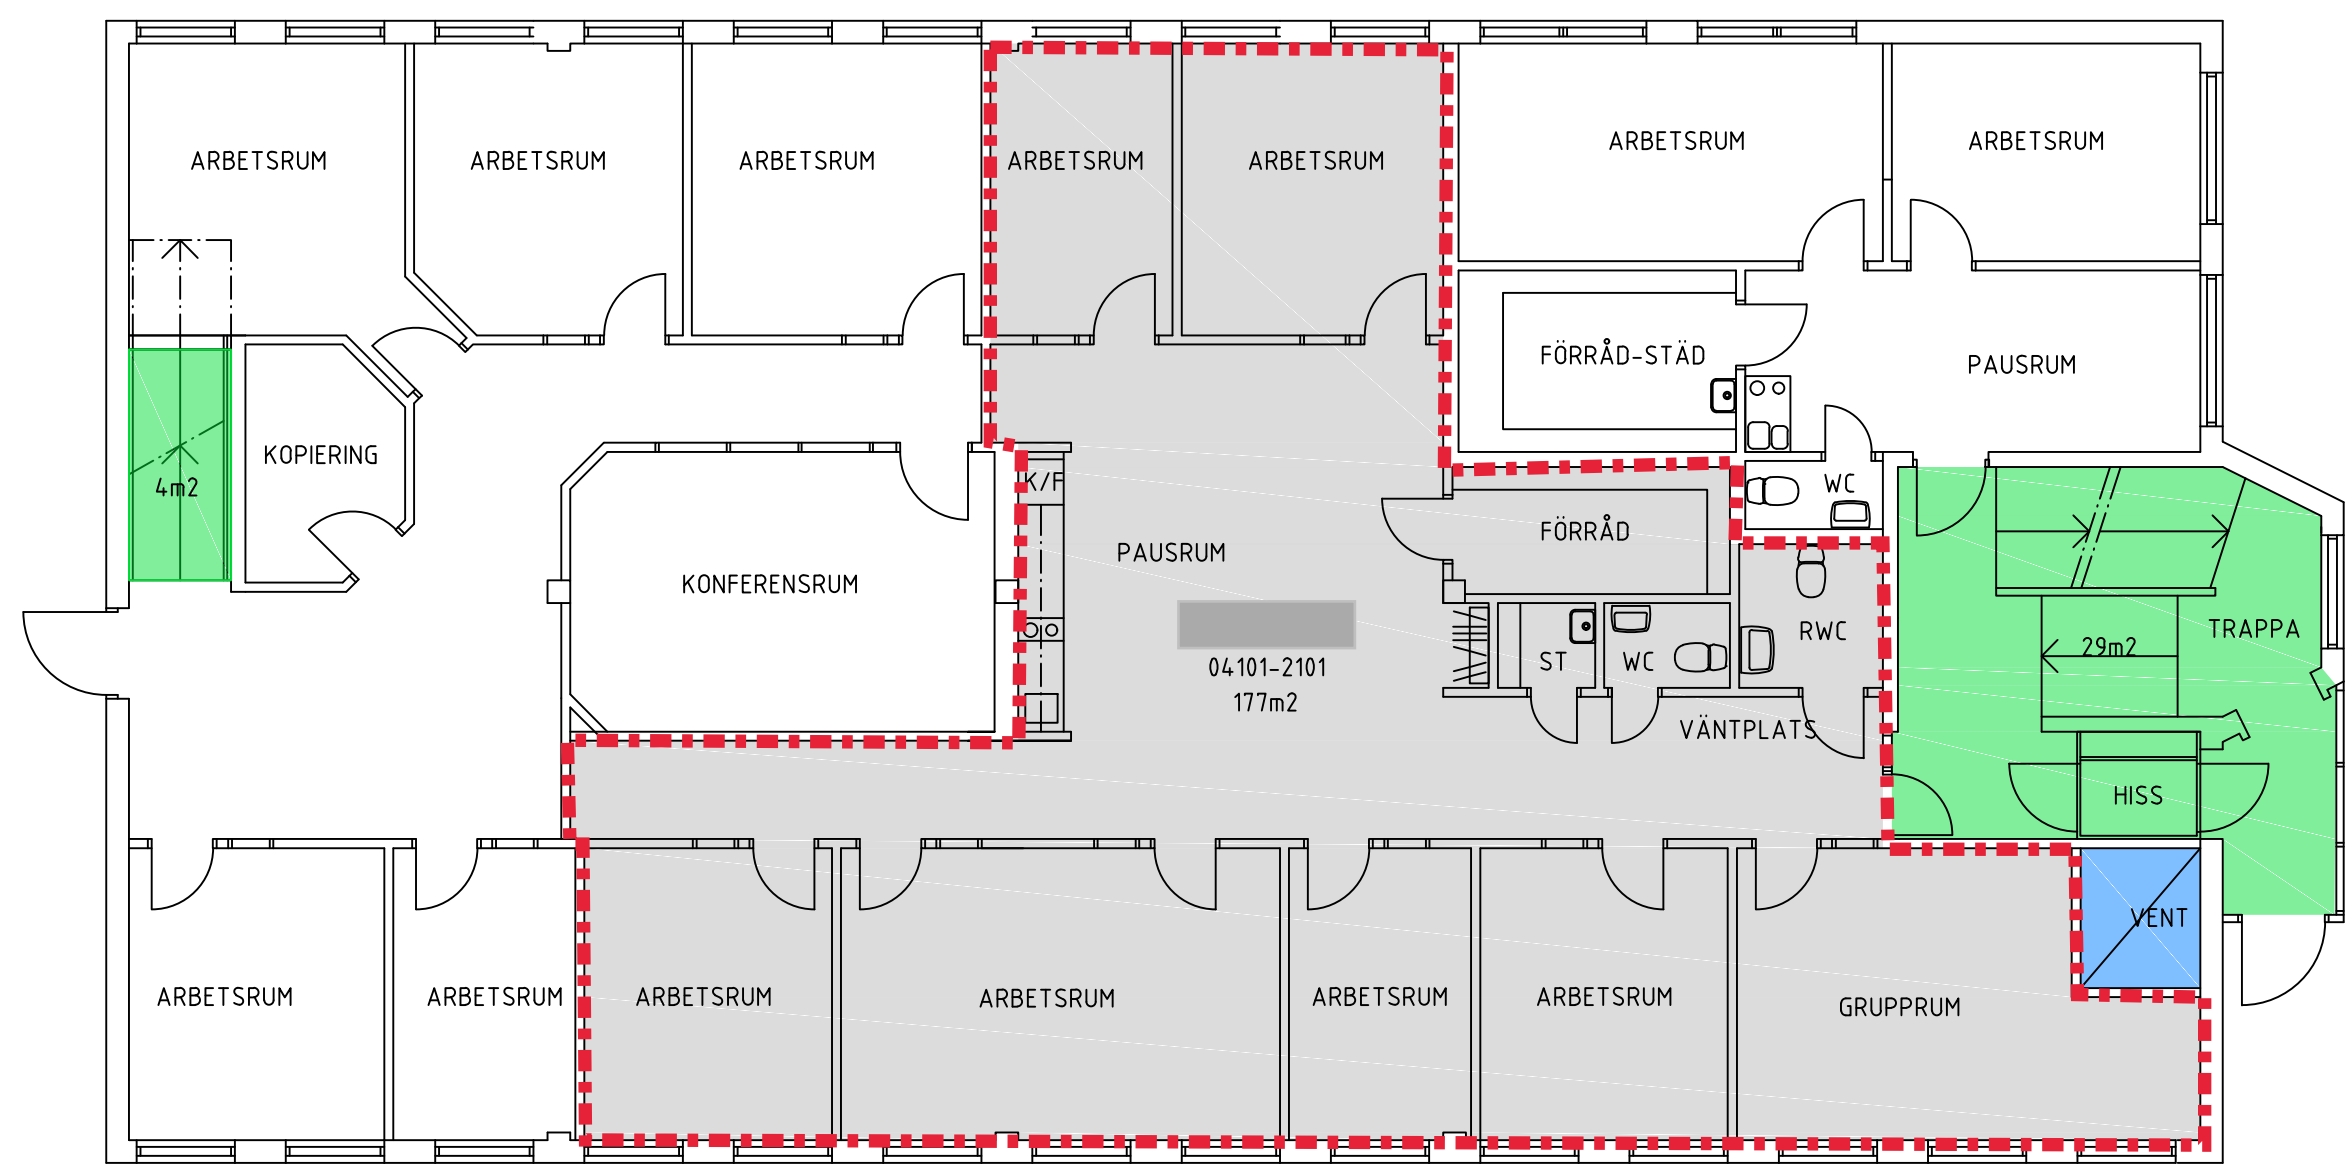 ARBETSRUM
ARBETSRUM
ARBETSRUM
ARBETSRUM
ARBETSRUM
ARBETSRUM
ARBETSRUM
FÖRRÅD-STÄD
PAUSRUM
KOPIERING
4m2
K/F
WC
FÖRRÅD
PAUSRUM
KONFERENSRUM
RWC
TRAPPA
29m2
ST
WC
04101-2101
177m2
VÄNTPLATS
HISS
VENT
ARBETSRUM
ARBETSRUM
ARBETSRUM
ARBETSRUM
ARBETSRUM
ARBETSRUM
GRUPPRUM